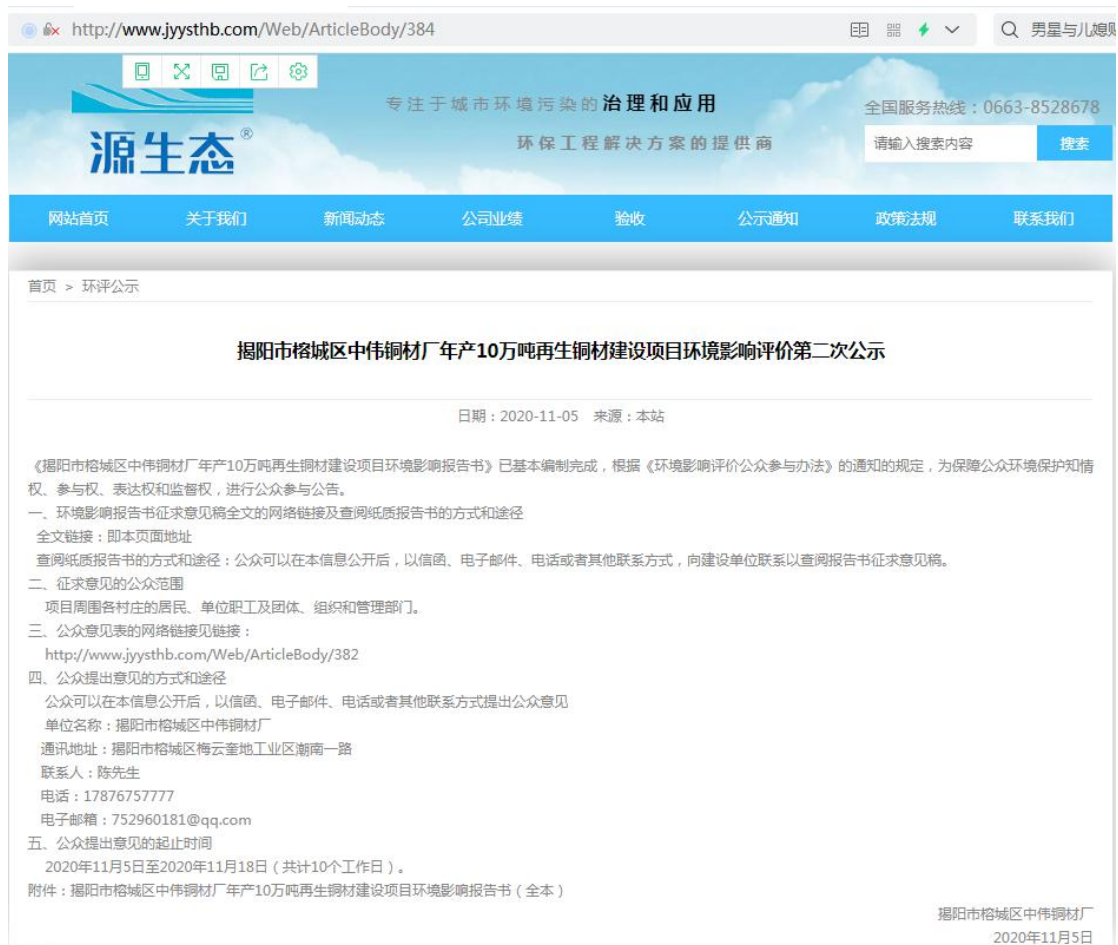 http://www.jyysthb.com/Web/ArticleBody/384
男星与儿媳
专注于城市环境污染的治理和应用
全国服务热线：0663-8528678
源生态®
环保工程解决方案的提供商
请输入搜索内容
搜索
网站首页 关于我们 新闻动态 公司业绩 验收 公示通知 政策法规 联系我们
首页 > 环评公示
揭阳市榕城区中伟铜材厂年产10万吨再生铜材建设项目环境影响评价第二次公示
日期：2020-11-05 来源：本站
《揭阳市榕城区中伟铜材厂年产10万吨再生铜材建设项目环境影响报告书》已基本编制完成，根据《环境影响评价公众参与办法》的通知的规定，为保障公众环境保护知情
权、参与权、表达权和监督权，进行公众参与公告。
一、环境影响报告书征求意见稿全文的网络链接及查阅纸质报告书的方式和途径
全文链接：即本页面地址
查阅纸质报告书的方式和途径：公众可以在本信息公开后，以信函、电子邮件、电话或者其他联系方式，向建设单位联系以查阅报告书征求意见稿。
二、征求意见的公众范围
项目周围各村庄的居民、单位职工及团体、组织和管理部门。
三、公众意见表的网络链接见链接：
http://www.jyysthb.com/Web/ArticleBody/382
四、公众提出意见的方式和途径
公众可以在本信息公开后，以信函、电子邮件、电话或者其他联系方式提出公众意见
单位名称：揭阳市榕城区中伟铜材厂
通讯地址：揭阳市榕城区梅云奎地工业区潮南一路
联系人：陈先生
电话：17876757777
电子邮箱：752960181@qq.com
五、公众提出意见的起止时间
2020年11月5日至2020年11月18日（共计10个工作日）。
附件：揭阳市榕城区中伟铜材厂年产10万吨再生铜材建设项目环境影响报告书（全本）
揭阳市榕城区中伟铜材厂
2020年11月5日